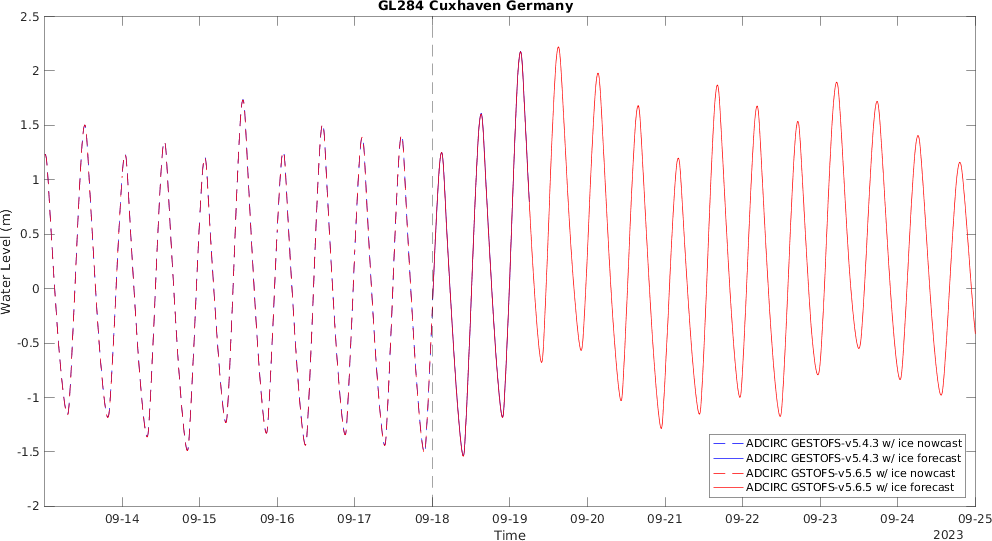 GL284 Cuxhaven Germany
Water Level (m)
2.5
2
1.5
1
0.5
0
-0.5
-1
-1.5
-2
09-14 09-15 09-16 09-17 09-18 09-19 09-20 09-21 09-22 09-23 09-24 09-25
Time
2023
ADCIRC GESTOFS-v5.4.3 w/ ice nowcast
ADCIRC GESTOFS-v5.4.3 w/ ice forecast
ADCIRC GSTOFS-v5.6.5 w/ ice nowcast
ADCIRC GSTOFS-v5.6.5 w/ ice forecast